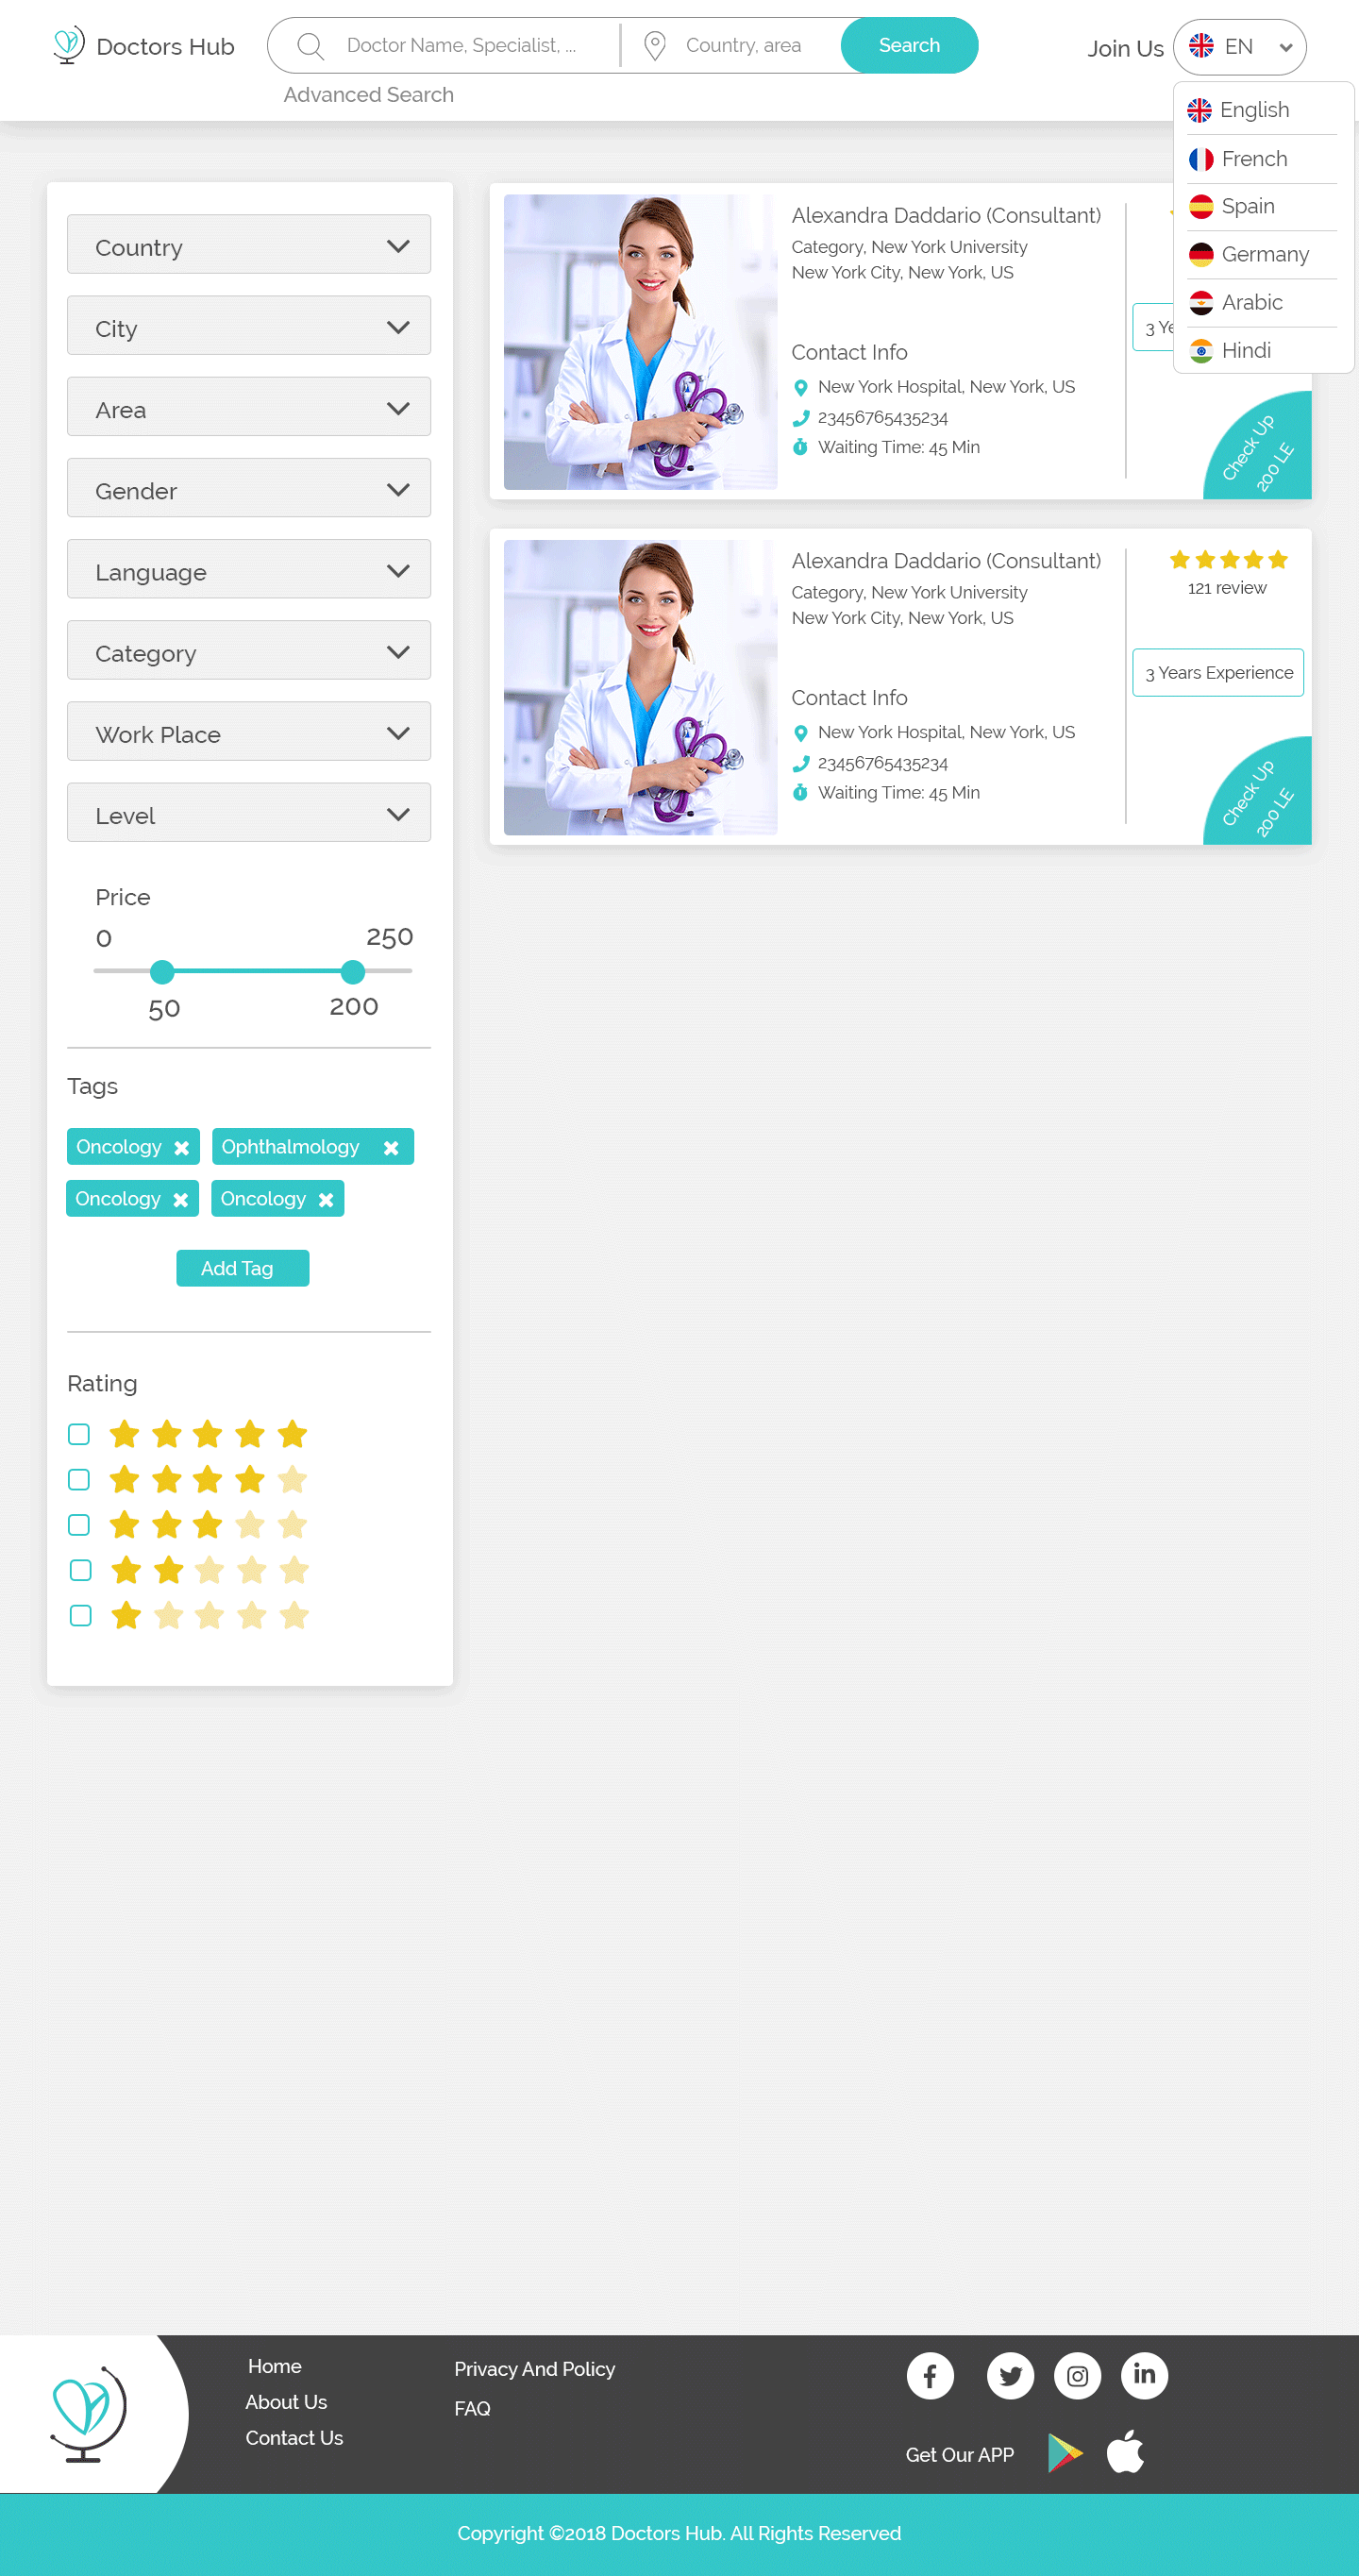 Doctors Hub
Doctor Name, Specialist, ...
Country, area
Search
Join Us
EN
Advanced Search
English
French
Spain
Germany
Arabic
Hindi
Country
City
Area
Gender
Language
Category
Work Place
Level
Price
0
250
50
200
Tags
Oncology
Ophthalmology
Oncology
Oncology
Add Tag
Rating
Alexandra Daddario (Consultant)
Category, New York University
New York City, New York, US
3 Ye
Contact Info
New York Hospital, New York, US
23456765435234
Waiting Time: 45 Min
Check Up
200 LE
Alexandra Daddario (Consultant)
Category, New York University
New York City, New York, US
121 review
3 Years Experience
Contact Info
New York Hospital, New York, US
23456765435234
Waiting Time: 45 Min
Check Up
200 LE
Home
About Us
Contact Us
Privacy And Policy
FAQ
Get Our APP
Copyright ©2018 Doctors Hub. All Rights Reserved